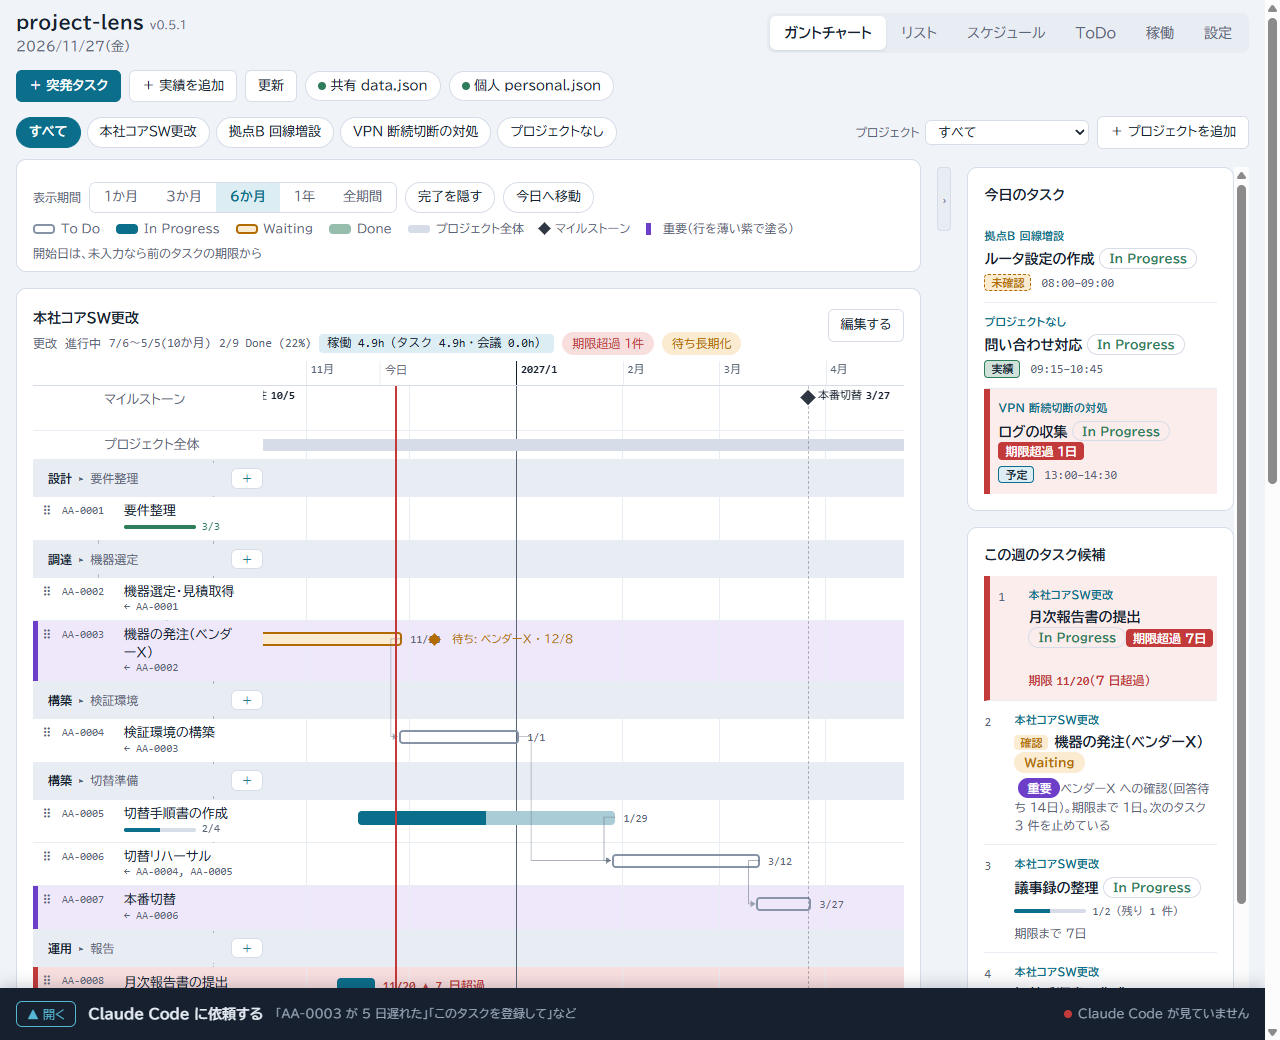 project-lens v0.5.1
2026/11/27(金)
ガントチャート リスト スケジュール ToDo 稼働 設定
＋ 突発タスク ＋ 実績を追加 更新 共有 data.json 個人 personal.json
すべて 本社コアSW更改 拠点B 回線増設 VPN 断続切断の対処 プロジェクトなし プロジェクト すべて ＋ プロジェクトを追加
表示期間 1か月 3か月 6か月 1年 全期間 完了を隠す 今日へ移動
To Do In Progress Waiting Done プロジェクト全体 マイルストーン 重要(行を薄い紫で塗る)
開始日は、未入力なら前のタスクの期限から
本社コアSW更改
編集する
更改 進行中 7/6〜5/5(10か月) 2/9 Done (22%) 稼働 4.9h (タスク 4.9h・会議 0.0h) 期限超過 1件 待ち長期化
11月 今日 2027/1 2月 3月 4月
マイルストーン 10/5 本番切替 3/27
プロジェクト全体
設計 ▸ 要件整理 ＋
⠿ AA-0001 要件整理
3/3
調達 ▸ 機器選定 ＋
⠿ AA-0002 機器選定・見積取得
← AA-0001
⠿ AA-0003 機器の発注(ベンダーX)
← AA-0002
11/ 待ち: ベンダーX・12/8
構築 ▸ 検証環境 ＋
⠿ AA-0004 検証環境の構築
← AA-0003
1/1
構築 ▸ 切替準備 ＋
⠿ AA-0005 切替手順書の作成
2/4
1/29
⠿ AA-0006 切替リハーサル
← AA-0004, AA-0005
3/12
⠿ AA-0007 本番切替
← AA-0006
3/27
運用 ▸ 報告 ＋
⠿ AA-0008 月次報告書の提出
11/20 ▲ 7 日超過
›
今日のタスク
拠点B 回線増設
ルータ設定の作成 In Progress
未確認 08:00–09:00
プロジェクトなし
問い合わせ対応 In Progress
実績 09:15–10:45
VPN 断続切断の対処
ログの収集 In Progress
期限超過 1日
予定 13:00–14:30
この週のタスク候補
1 本社コアSW更改
月次報告書の提出
In Progress 期限超過 7日
期限 11/20(7 日超過)
2 本社コアSW更改
確認 機器の発注(ベンダーX)
Waiting
重要 ベンダーX への確認(回答待
ち 14日)。期限まで 1日。次のタスク
3 件を止めている
3 本社コアSW更改
議事録の整理 In Progress
1/2 (残り 1 件)
期限まで 7日
4 本社コアSW更改
▲ 開く Claude Code に依頼する 「AA-0003 が 5 日遅れた」「このタスクを登録して」など Claude Code が見ていません